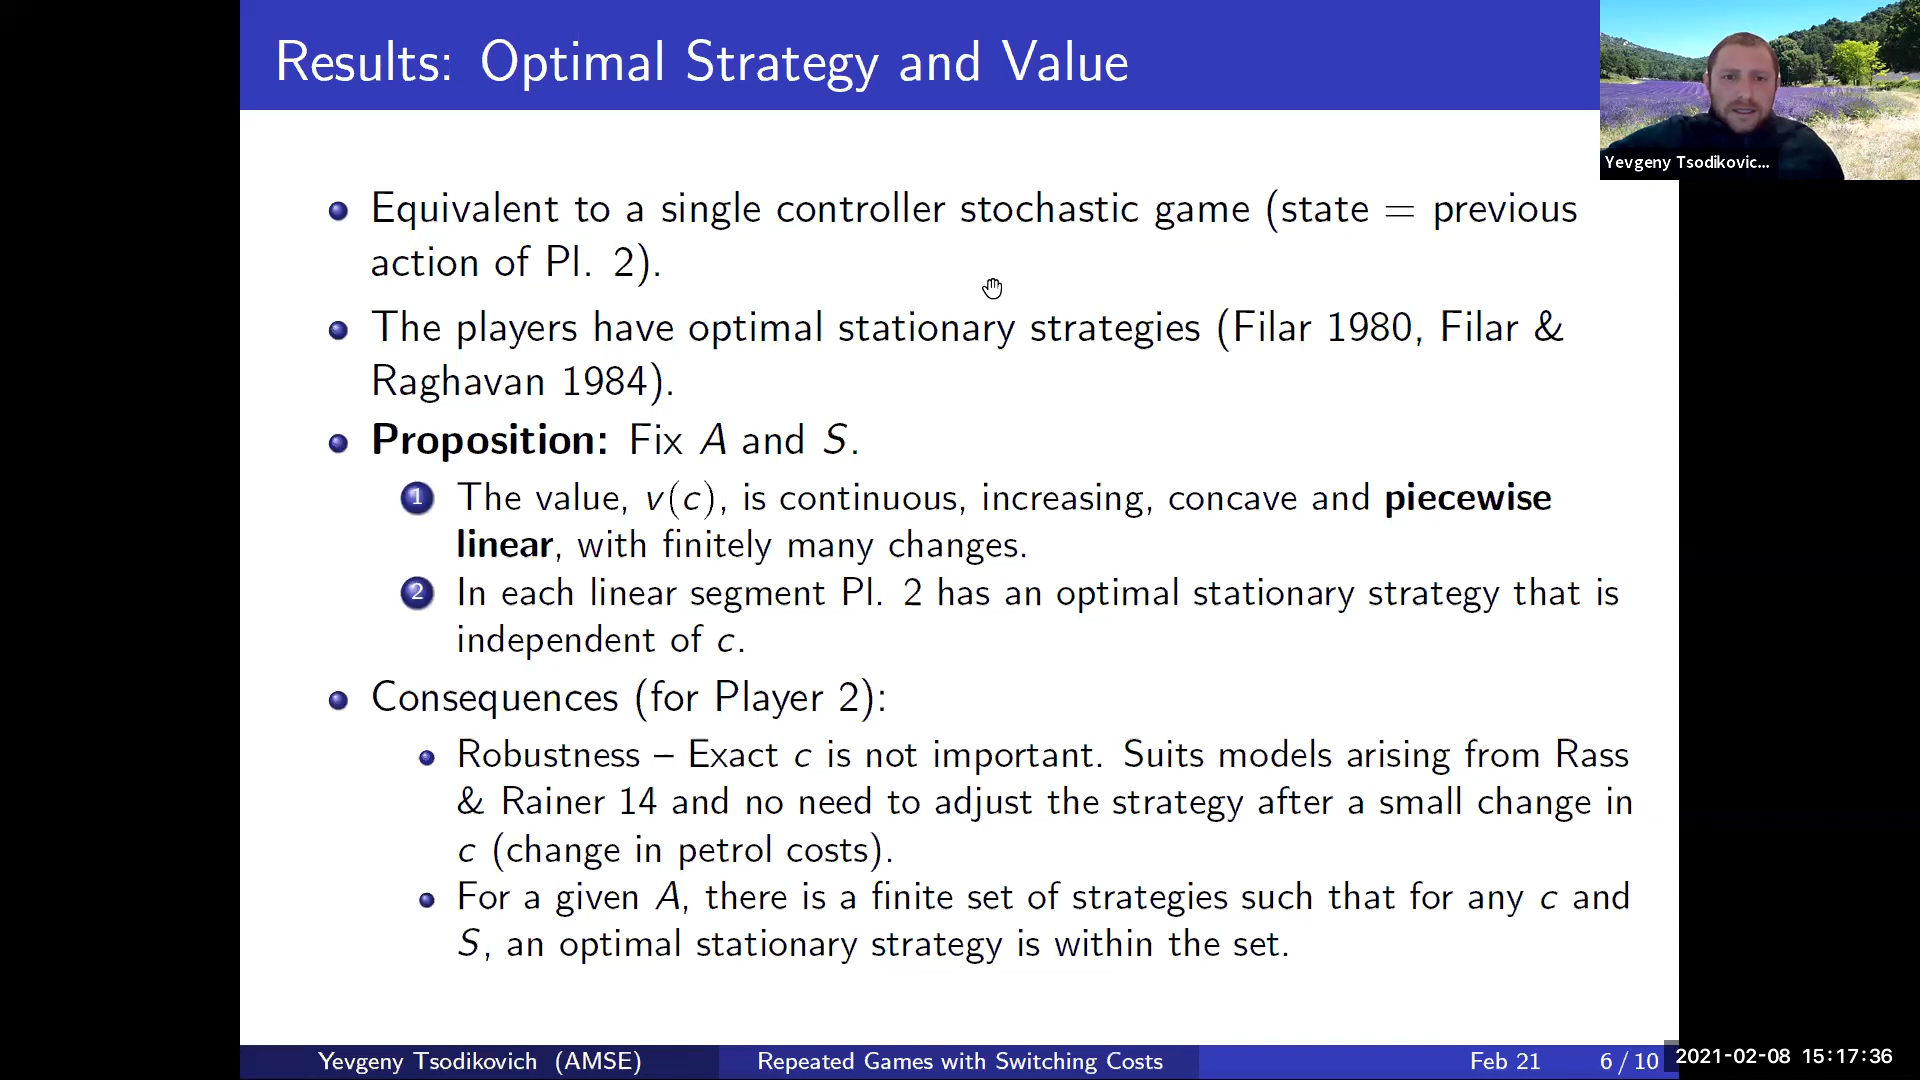 Results: Optimal Strategy and Value
Yevgeny Tsodikovic...
Equivalent to a single controller stochastic game (state = previous
action of Pl. 2).
The players have optimal stationary strategies (Filar 1980, Filar &
Raghavan 1984).
Proposition: Fix A and S.
1 The value, v(c), is continuous, increasing, concave and piecewise
linear, with finitely many changes.
2 In each linear segment Pl. 2 has an optimal stationary strategy that is
independent of c.
Consequences (for Player 2):
Robustness – Exact c is not important. Suits models arising from Rass
& Rainer 14 and no need to adjust the strategy after a small change in
c (change in petrol costs).
For a given A, there is a finite set of strategies such that for any c and
S, an optimal stationary strategy is within the set.
Yevgeny Tsodikovich (AMSE)
Repeated Games with Switching Costs
Feb 21
6 / 10
2021-02-08 15:17:36